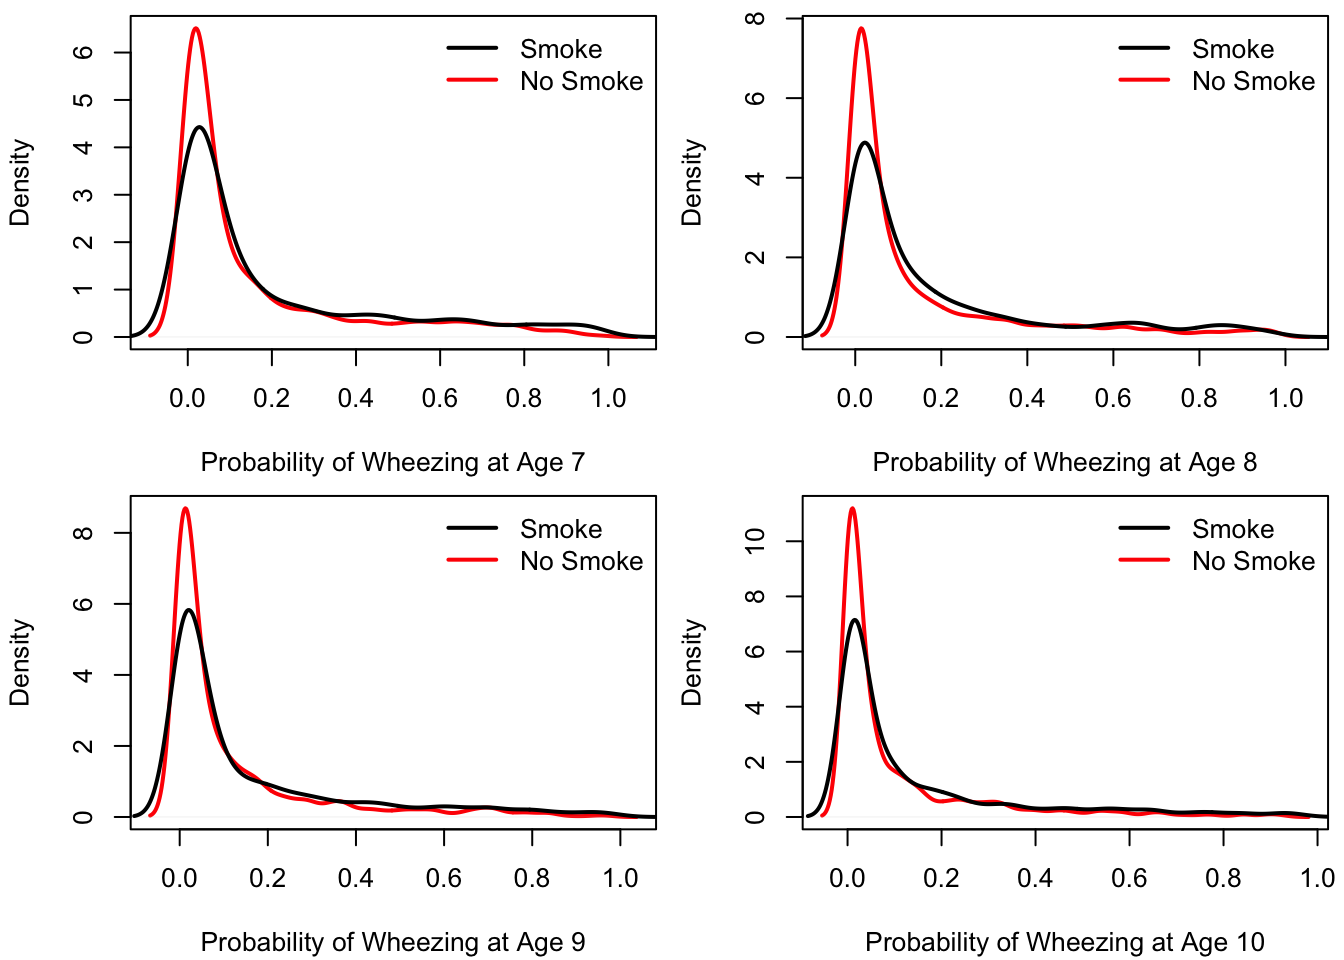 Smoke
No Smoke
Density
0 1 2 3 4 5 6
0.0 0.2 0.4 0.6 0.8 1.0
Probability of Wheezing at Age 7
Smoke
No Smoke
Density
0 2 4 6 8
0.0 0.2 0.4 0.6 0.8 1.0
Probability of Wheezing at Age 8
Smoke
No Smoke
Density
0 2 4 6 8
0.0 0.2 0.4 0.6 0.8 1.0
Probability of Wheezing at Age 9
Smoke
No Smoke
Density
0 2 4 6 8 10
0.0 0.2 0.4 0.6 0.8 1.0
Probability of Wheezing at Age 10